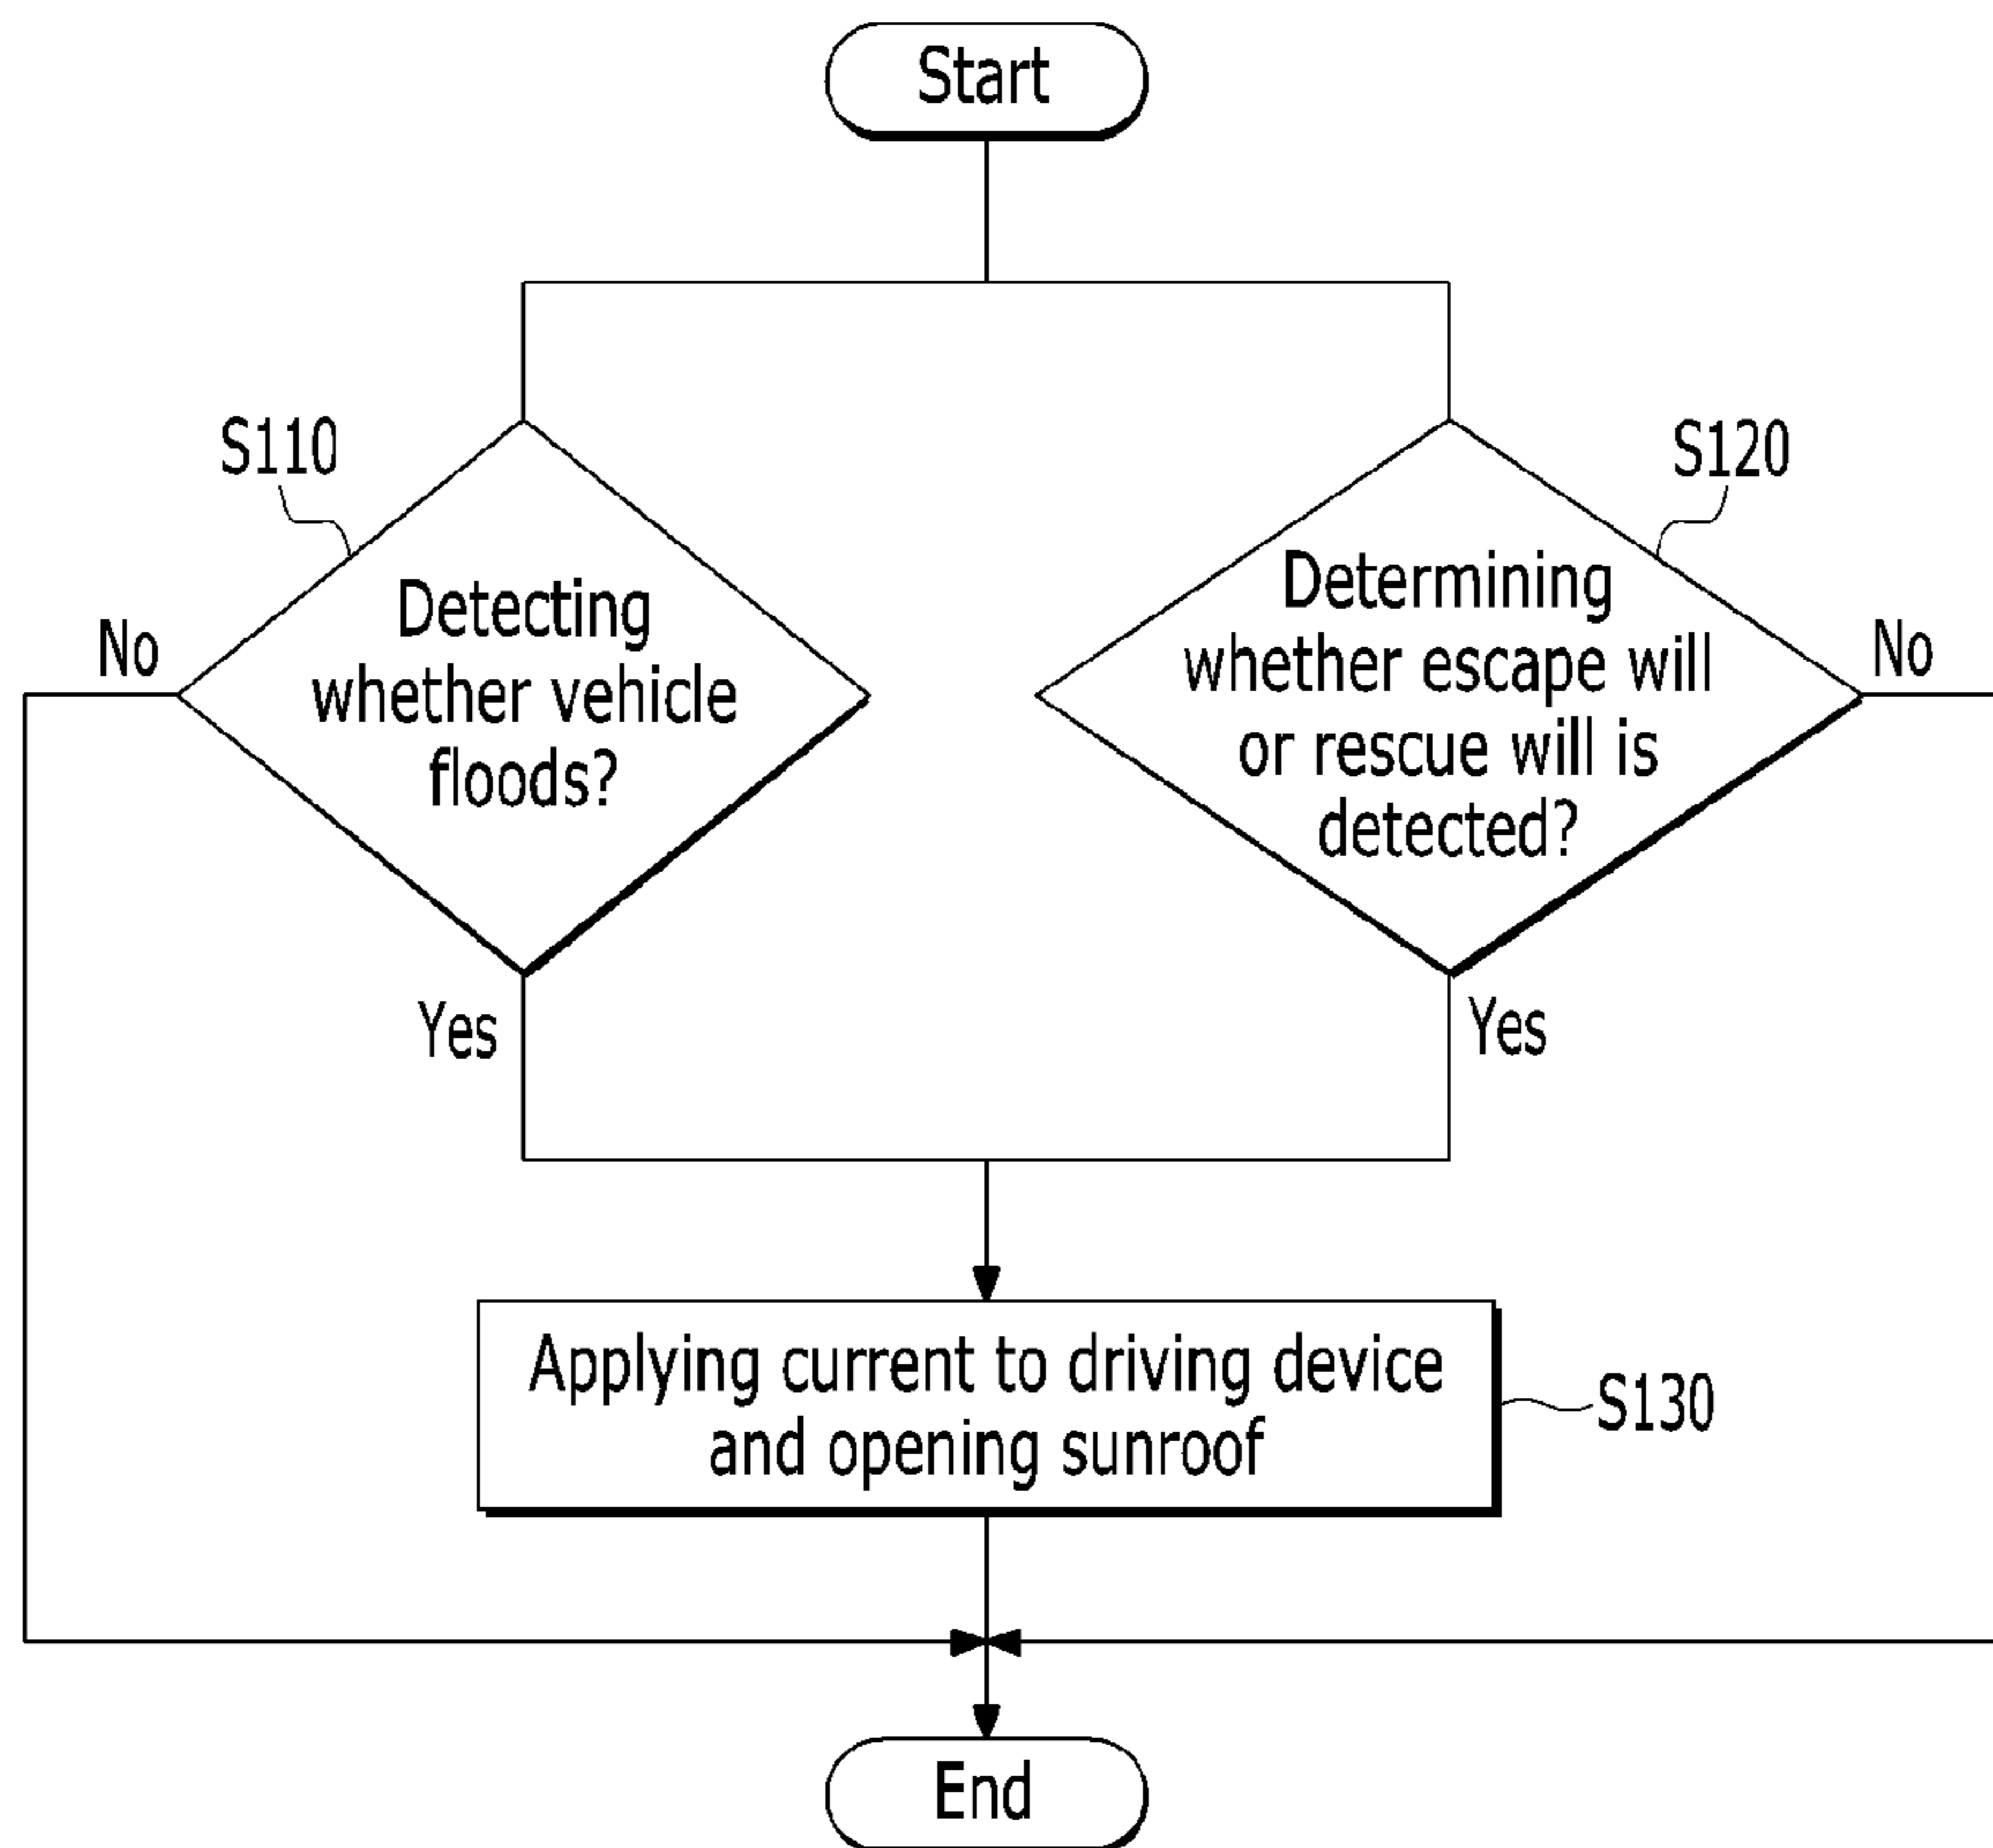 Start
S110
Detecting
whether vehicle
floods?
No
Yes
S120
Determining
whether escape will
or rescue will is
detected?
No
Yes
Applying current to driving device
and opening sunroof
S130
End